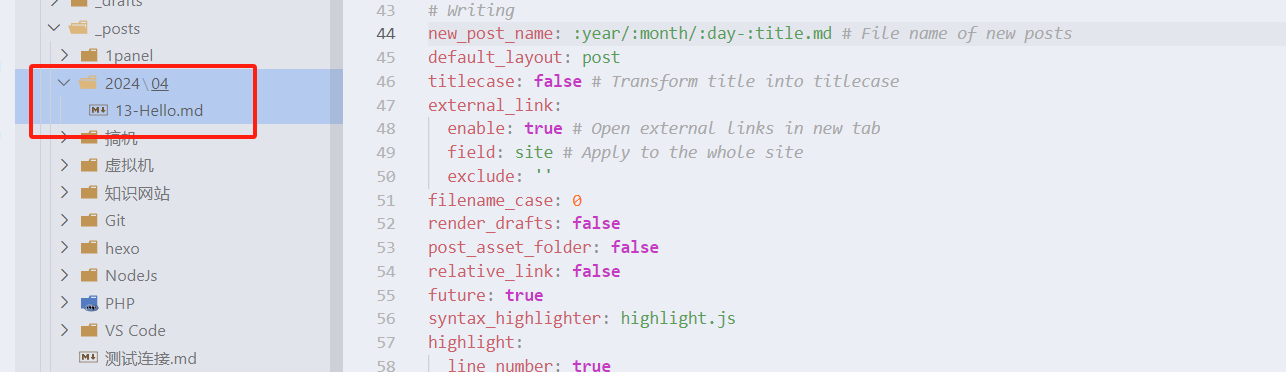 _drafts
_posts
1panel
2024\04
13-Hello.md
搞机
虚拟机
知识网站
Git
hexo
NodeJs
PHP
VS Code
测试连接.md
43 # Writing
44 new_post_name: :year/:month/:day-:title.md # File name of new posts
45 default_layout: post
46 titlecase: false # Transform title into titlecase
47 external_link:
48 enable: true # Open external links in new tab
49 field: site # Apply to the whole site
50 exclude: ''
51 filename_case: 0
52 render_drafts: false
53 post_asset_folder: false
54 relative_link: false
55 future: true
56 syntax_highlighter: highlight.js
57 highlight:
58 line_number: true